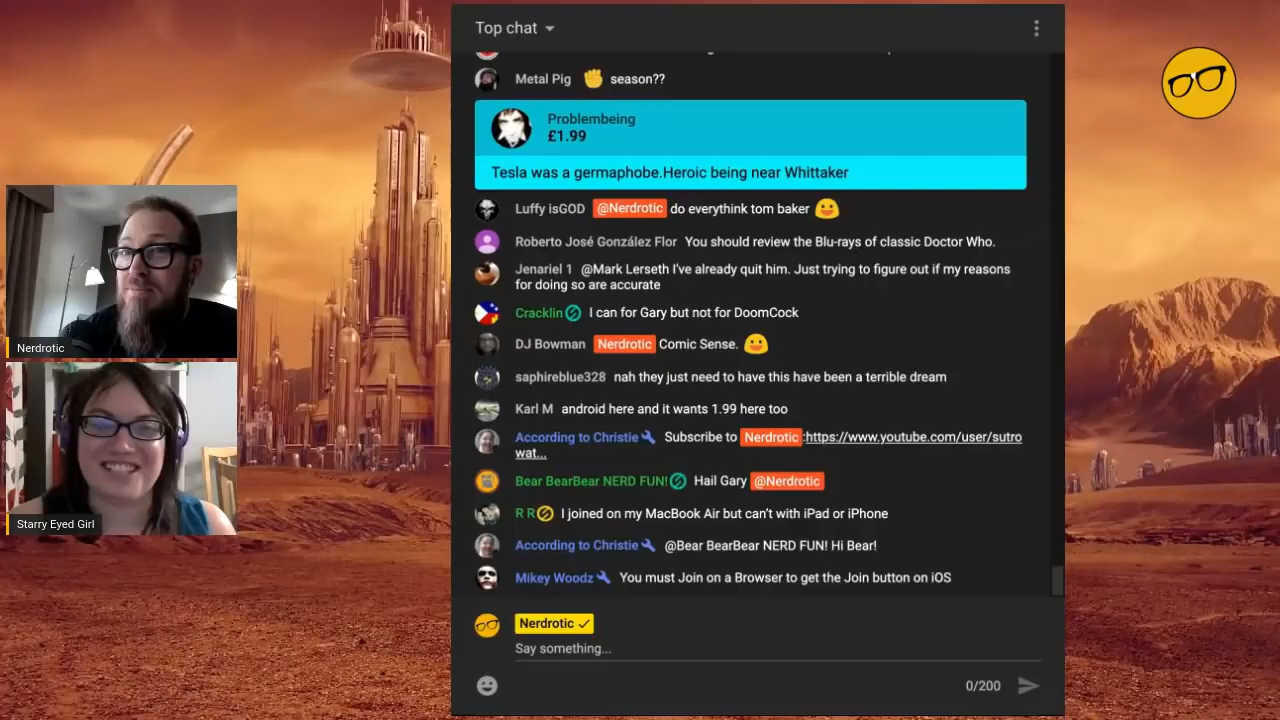 Top chat
Metal Pig season??
Problembeing
£1.99
Tesla was a germaphobe.Heroic being near Whittaker
Luffy isGOD @Nerdrotic do everythink tom baker
Roberto José González Flor You should review the Blu-rays of classic Doctor Who.
Jenariel 1 @Mark Lerseth I've already quit him. Just trying to figure out if my reasons
for doing so are accurate
Cracklin I can for Gary but not for DoomCock
DJ Bowman Nerdrotic Comic Sense.
saphireblue328 nah they just need to have this have been a terrible dream
Karl M android here and it wants 1.99 here too
According to Christie Subscribe to Nerdrotic :https://www.youtube.com/user/sutro
wat...
Bear BearBear NERD FUN! Hail Gary @Nerdrotic
R R I joined on my MacBook Air but can't with iPad or iPhone
According to Christie @Bear BearBear NERD FUN! Hi Bear!
Mikey Woodz You must Join on a Browser to get the Join button on iOS
Nerdrotic
Say something...
0/200
Nerdrotic
Starry Eyed Girl